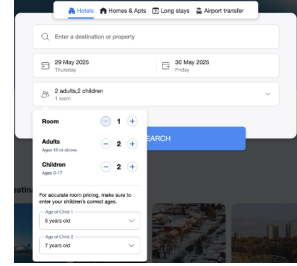 Hotels Homes & Apts Long stays Airport transfer
Enter a destination or property
29 May 2025 30 May 2025
Thursday Friday
2 adults,2 children
1 room
Room 1
Adults 2
Ages 18 or above
Children 2
Ages 0-17
EARCH
For accurate room pricing, make sure to
enter your children's correct ages.
Age of Child 1
5 years old
Age of Child 2
7 years old